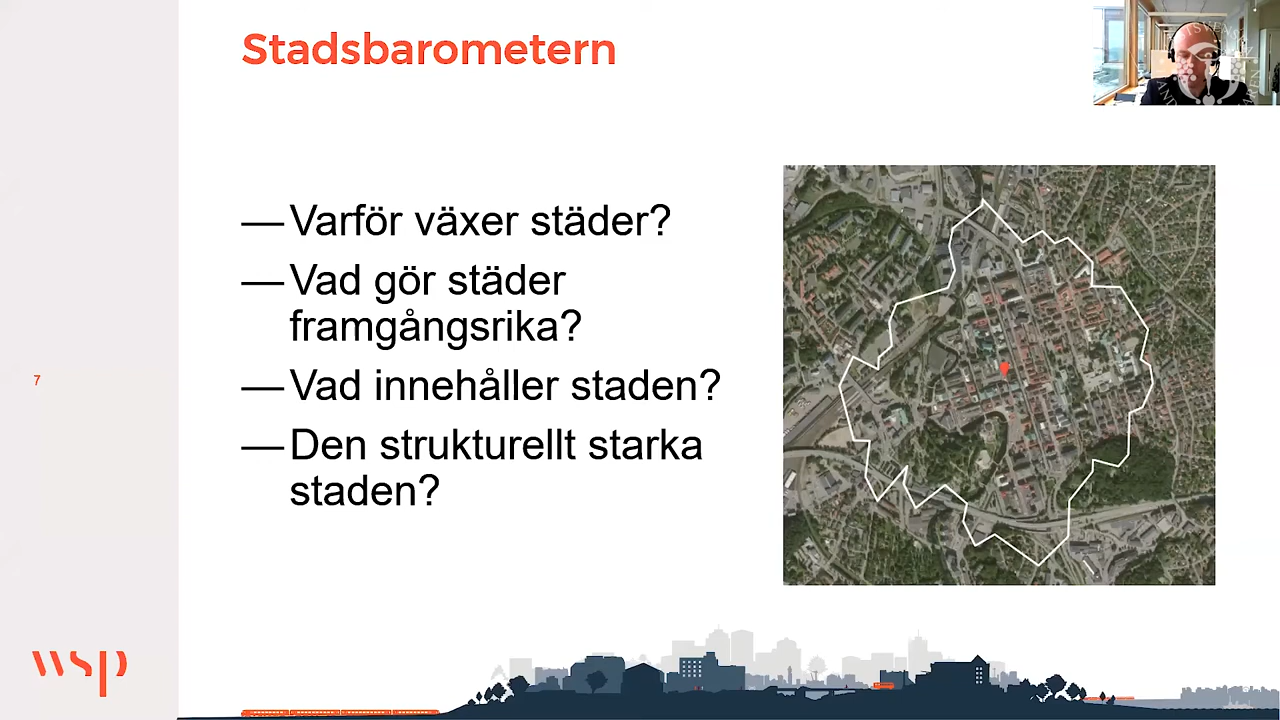 Stadsbarometern
— Varför växer städer?
— Vad gör städer
framgångsrika?
— Vad innehåller staden?
— Den strukturellt starka
staden?
7
wsp